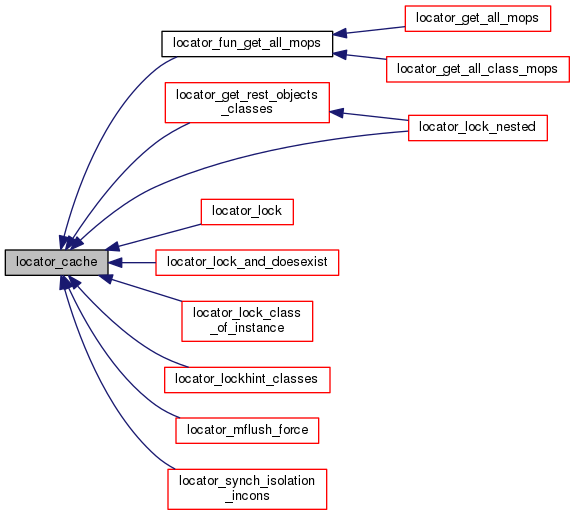 locator_get_all_mops
locator_fun_get_all_mops
locator_get_all_class_mops
locator_get_rest_objects
_classes
locator_lock_nested
locator_lock
locator_cache
locator_lock_and_doesexist
locator_lock_class
_of_instance
locator_lockhint_classes
locator_mflush_force
locator_synch_isolation
_incons